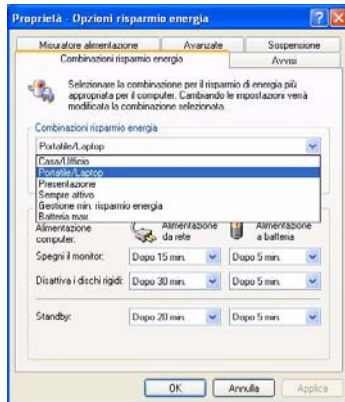 Proprietà - Opzioni risparmio energia
Misuratore alimentazione Avanzate Sospensione
Combinazioni risparmio energia Avvisi
Selezionare la combinazione per il risparmio di energia più
appropriata per il computer. Cambiando le impostazioni verrà
modificata la combinazione selezionata.
Combinazioni risparmio energia
Portatile/Laptop
Casa/Ufficio
Portatile/Laptop
Presentazione
Sempre attivo
Gestione min. risparmio energia
Batteria max.
Alimentazione computer:
Alimentazione da rete
Alimentazione a batteria
Spegni il monitor: Dopo 15 min. Dopo 5 min.
Disattiva i dischi rigidi: Dopo 30 min. Dopo 5 min.
Standby: Dopo 20 min. Dopo 5 min.
OK Annulla Applica